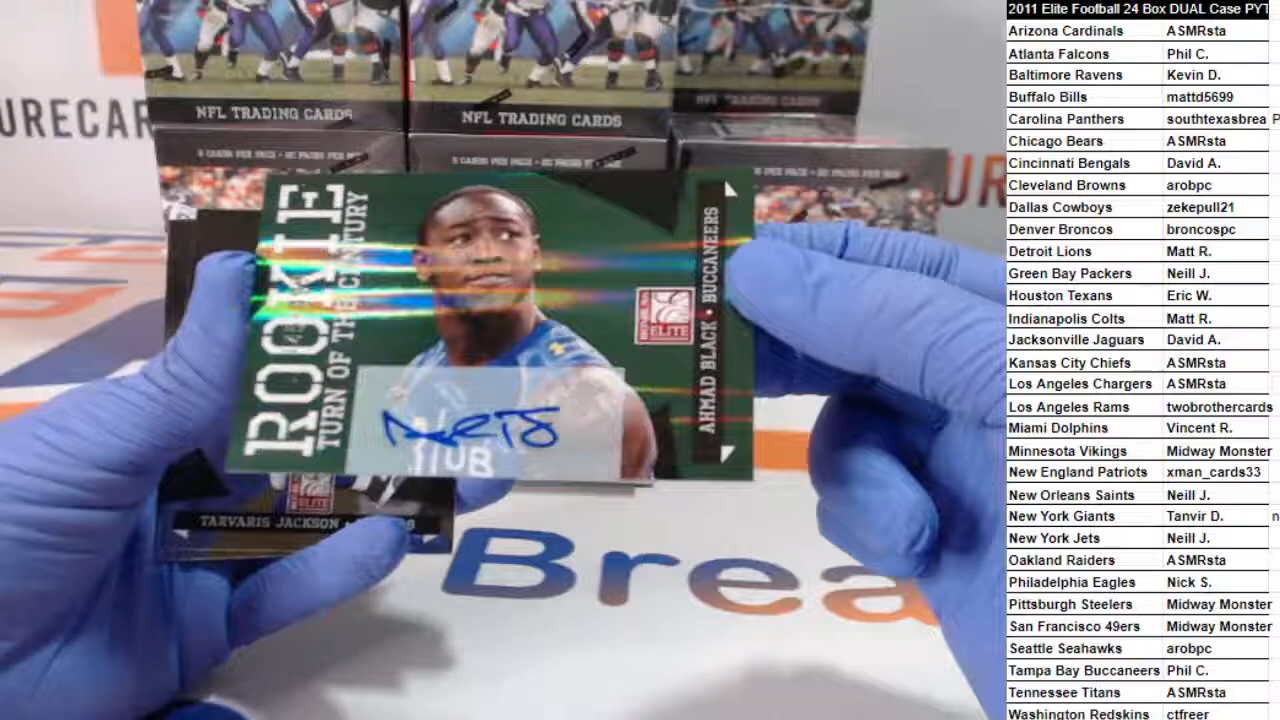 NFL TRADING CARDS
NFL TRADING CARDS
NFL TRADING CARDS
URECAR
UR
ROOKIE
TURN OF THE CENTURY
ELITE
AHMAD BLACK • BUCCANEERS
TARVARIS JACKSON
Brea
2011 Elite Football 24 Box DUAL Case PYT
Arizona Cardinals ASMRsta
Atlanta Falcons Phil C.
Baltimore Ravens Kevin D.
Buffalo Bills mattd5699
Carolina Panthers southtexasbrea P
Chicago Bears ASMRsta
Cincinnati Bengals David A.
Cleveland Browns arobpc
Dallas Cowboys zekepull21
Denver Broncos broncospc
Detroit Lions Matt R.
Green Bay Packers Neill J.
Houston Texans Eric W.
Indianapolis Colts Matt R.
Jacksonville Jaguars David A.
Kansas City Chiefs ASMRsta
Los Angeles Chargers ASMRsta
Los Angeles Rams twobrothercards
Miami Dolphins Vincent R.
Minnesota Vikings Midway Monster
New England Patriots xman_cards33
New Orleans Saints Neill J.
New York Giants Tanvir D. n
New York Jets Neill J.
Oakland Raiders ASMRsta
Philadelphia Eagles Nick S.
Pittsburgh Steelers Midway Monster
San Francisco 49ers Midway Monster
Seattle Seahawks arobpc
Tampa Bay Buccaneers Phil C.
Tennessee Titans ASMRsta
Washington Redskins ctfreer